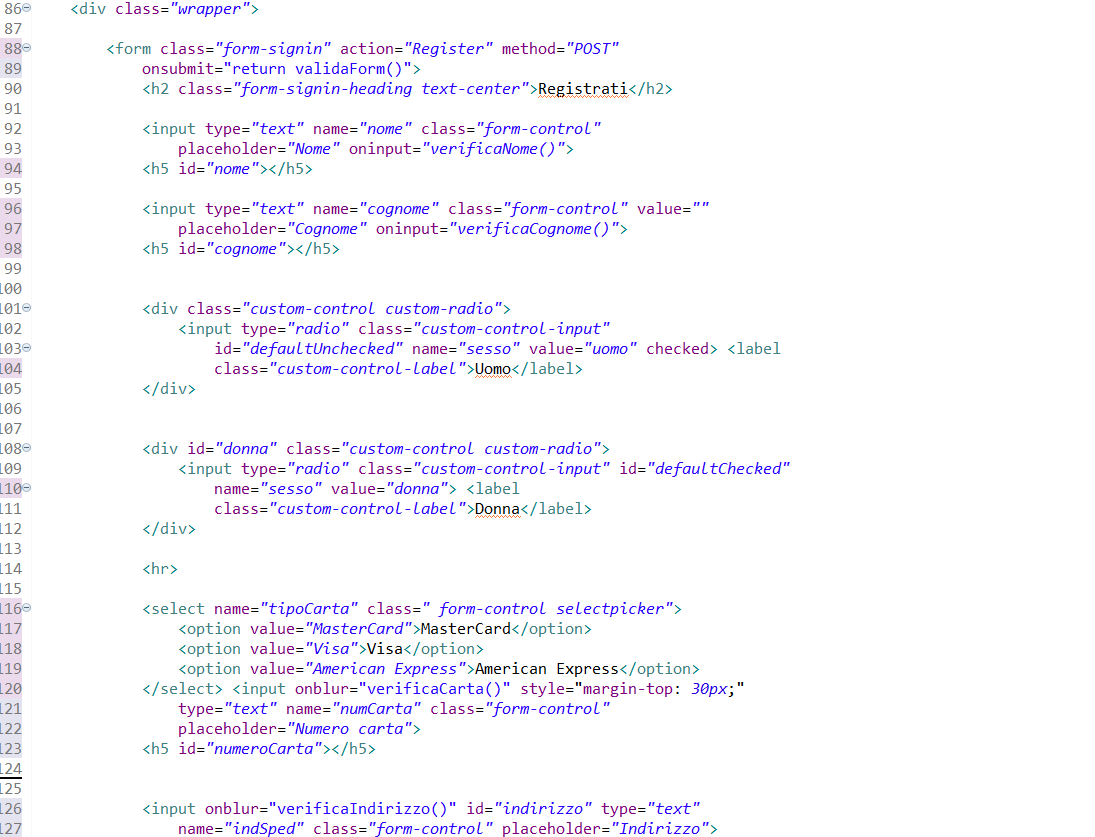 86 <div class="wrapper">
87
88 <form class="form-signin" action="Register" method="POST"
89 onsubmit="return validaForm()">
90 <h2 class="form-signin-heading text-center">Registrati</h2>
91
92 <input type="text" name="nome" class="form-control"
93 placeholder="Nome" oninput="verificaNome()">
94 <h5 id="nome"></h5>
95
96 <input type="text" name="cognome" class="form-control" value=""
97 placeholder="Cognome" oninput="verificaCognome()">
98 <h5 id="cognome"></h5>
99
100
101 <div class="custom-control custom-radio">
102 <input type="radio" class="custom-control-input"
103 id="defaultUnchecked" name="sesso" value="uomo" checked> <label
104 class="custom-control-label">Uomo</label>
105 </div>
106
107
108 <div id="donna" class="custom-control custom-radio">
109 <input type="radio" class="custom-control-input" id="defaultChecked"
110 name="sesso" value="donna"> <label
111 class="custom-control-label">Donna</label>
112 </div>
113
114 <hr>
115
116 <select name="tipoCarta" class=" form-control selectpicker">
117 <option value="MasterCard">MasterCard</option>
118 <option value="Visa">Visa</option>
119 <option value="American Express">American Express</option>
120 </select> <input onblur="verificaCarta()" style="margin-top: 30px;"
121 type="text" name="numCarta" class="form-control"
122 placeholder="Numero carta">
123 <h5 id="numeroCarta"></h5>
124
125
126 <input onblur="verificaIndirizzo()" id="indirizzo" type="text"
127 name="indSped" class="form-control" placeholder="Indirizzo">